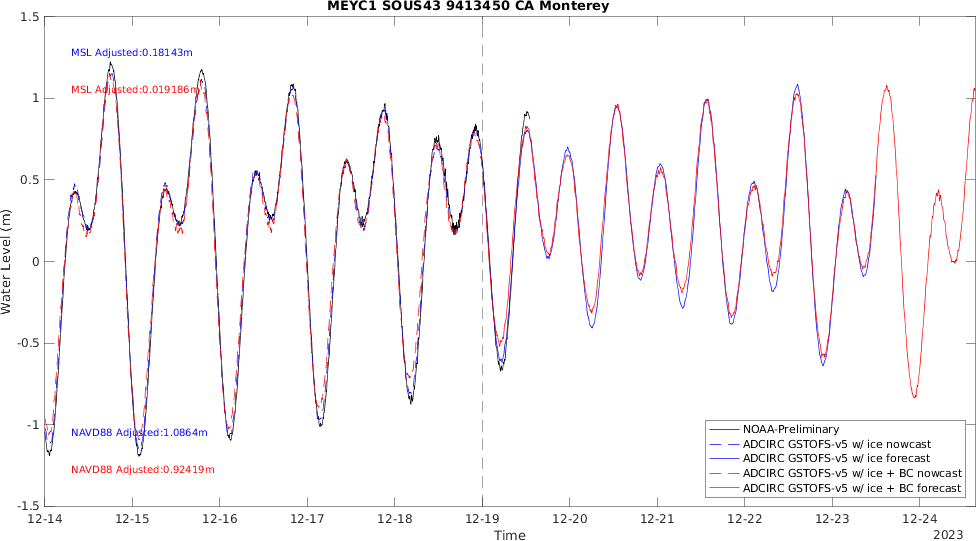 MEYC1 SOUS43 9413450 CA Monterey
1.5
MSL Adjusted:0.18143m
MSL Adjusted:0.019186m
1
0.5
Water Level (m)
0
-0.5
-1
NAVD88 Adjusted:1.0864m
NAVD88 Adjusted:0.92419m
-1.5
NOAA-Preliminary
ADCIRC GSTOFS-v5 w/ ice nowcast
ADCIRC GSTOFS-v5 w/ ice forecast
ADCIRC GSTOFS-v5 w/ ice + BC nowcast
ADCIRC GSTOFS-v5 w/ ice + BC forecast
12-14 12-15 12-16 12-17 12-18 12-19 12-20 12-21 12-22 12-23 12-24
Time
2023